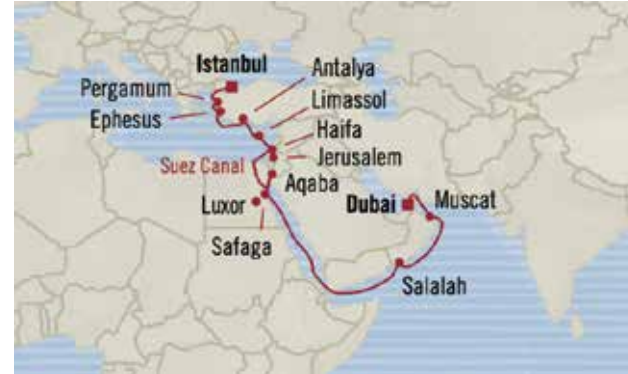 Istanbul
Antalya
Pergamum
Limassol
Ephesus
Haifa
Jerusalem
Suez Canal
Aqaba
Luxor
Dubai
Muscat
Safaga
Salalah